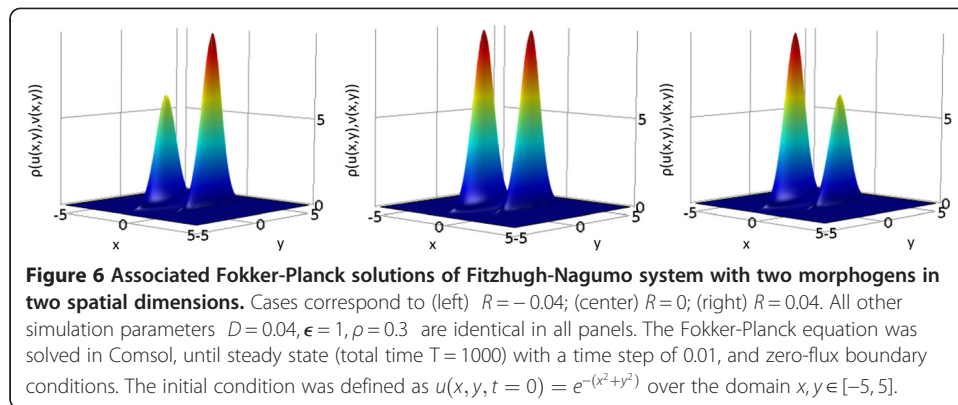 ρ(u(x,y),v(x,y))
5
0
-5
0
x
5
-5
0
y
5
ρ(u(x,y),v(x,y))
5
0
-5
0
x
5
-5
0
y
5
ρ(u(x,y),v(x,y))
5
0
-5
0
x
5
-5
0
y
5
Figure 6 Associated Fokker-Planck solutions of Fitzhugh-Nagumo system with two morphogens in
two spatial dimensions. Cases correspond to (left) R = − 0.04; (center) R = 0; (right) R = 0.04. All other
simulation parameters D = 0.04, ϵ = 1, ρ = 0.3 are identical in all panels. The Fokker-Planck equation was
solved in Comsol, until steady state (total time T = 1000) with a time step of 0.01, and zero-flux boundary
conditions. The initial condition was defined as u(x, y, t = 0) = e^{−(x²+y²)} over the domain x, y ∈ [−5, 5].